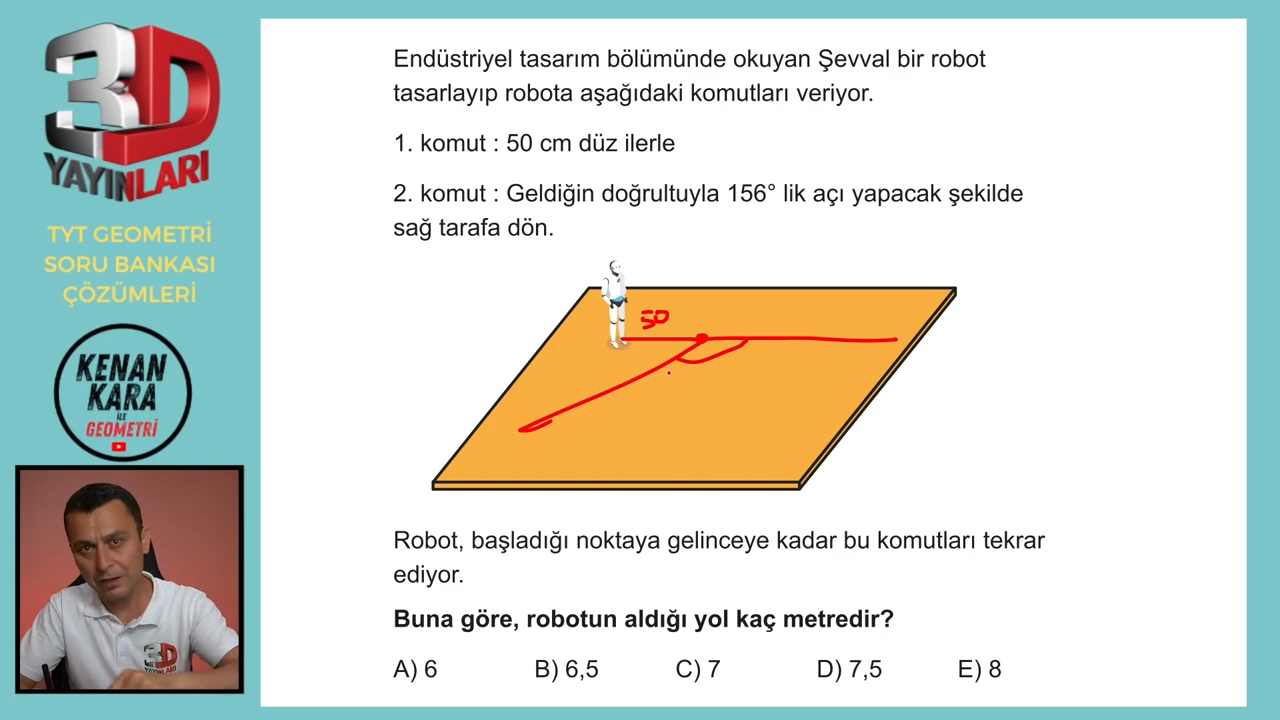 3D
YAYINLARI
TYT GEOMETRİ
SORU BANKASI
ÇÖZÜMLERİ
KENAN
KARA
İLE
GEOMETRİ
3D
YAYINLARI
Endüstriyel tasarım bölümünde okuyan Şevval bir robot
tasarlayıp robota aşağıdaki komutları veriyor.
1. komut : 50 cm düz ilerle
2. komut : Geldiğin doğrultuyla 156° lik açı yapacak şekilde
sağ tarafa dön.
50
Robot, başladığı noktaya gelinceye kadar bu komutları tekrar
ediyor.
Buna göre, robotun aldığı yol kaç metredir?
A) 6 B) 6,5 C) 7 D) 7,5 E) 8